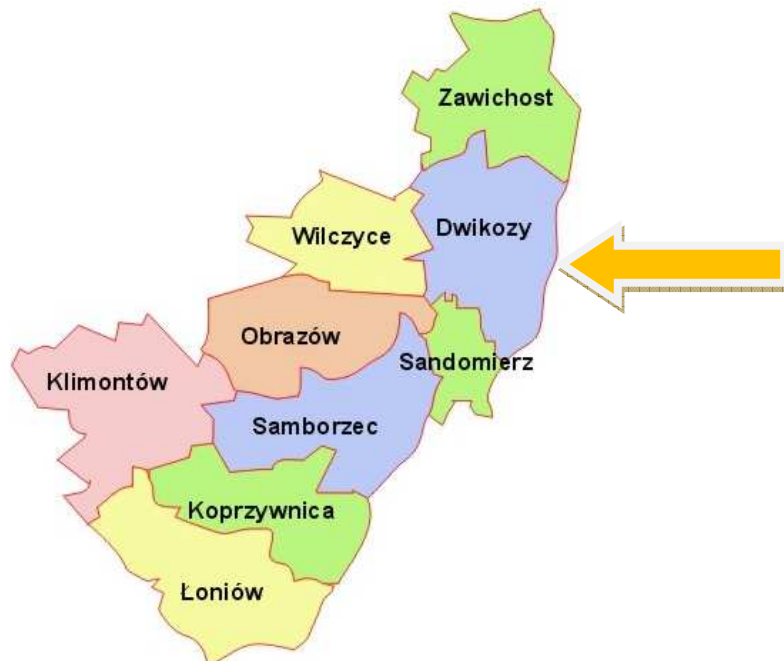 Zawichost
Dwikozy
Wilczyce
Obrazów
Sandomierz
Klimontów
Samborzec
Koprzywnica
Łoniów